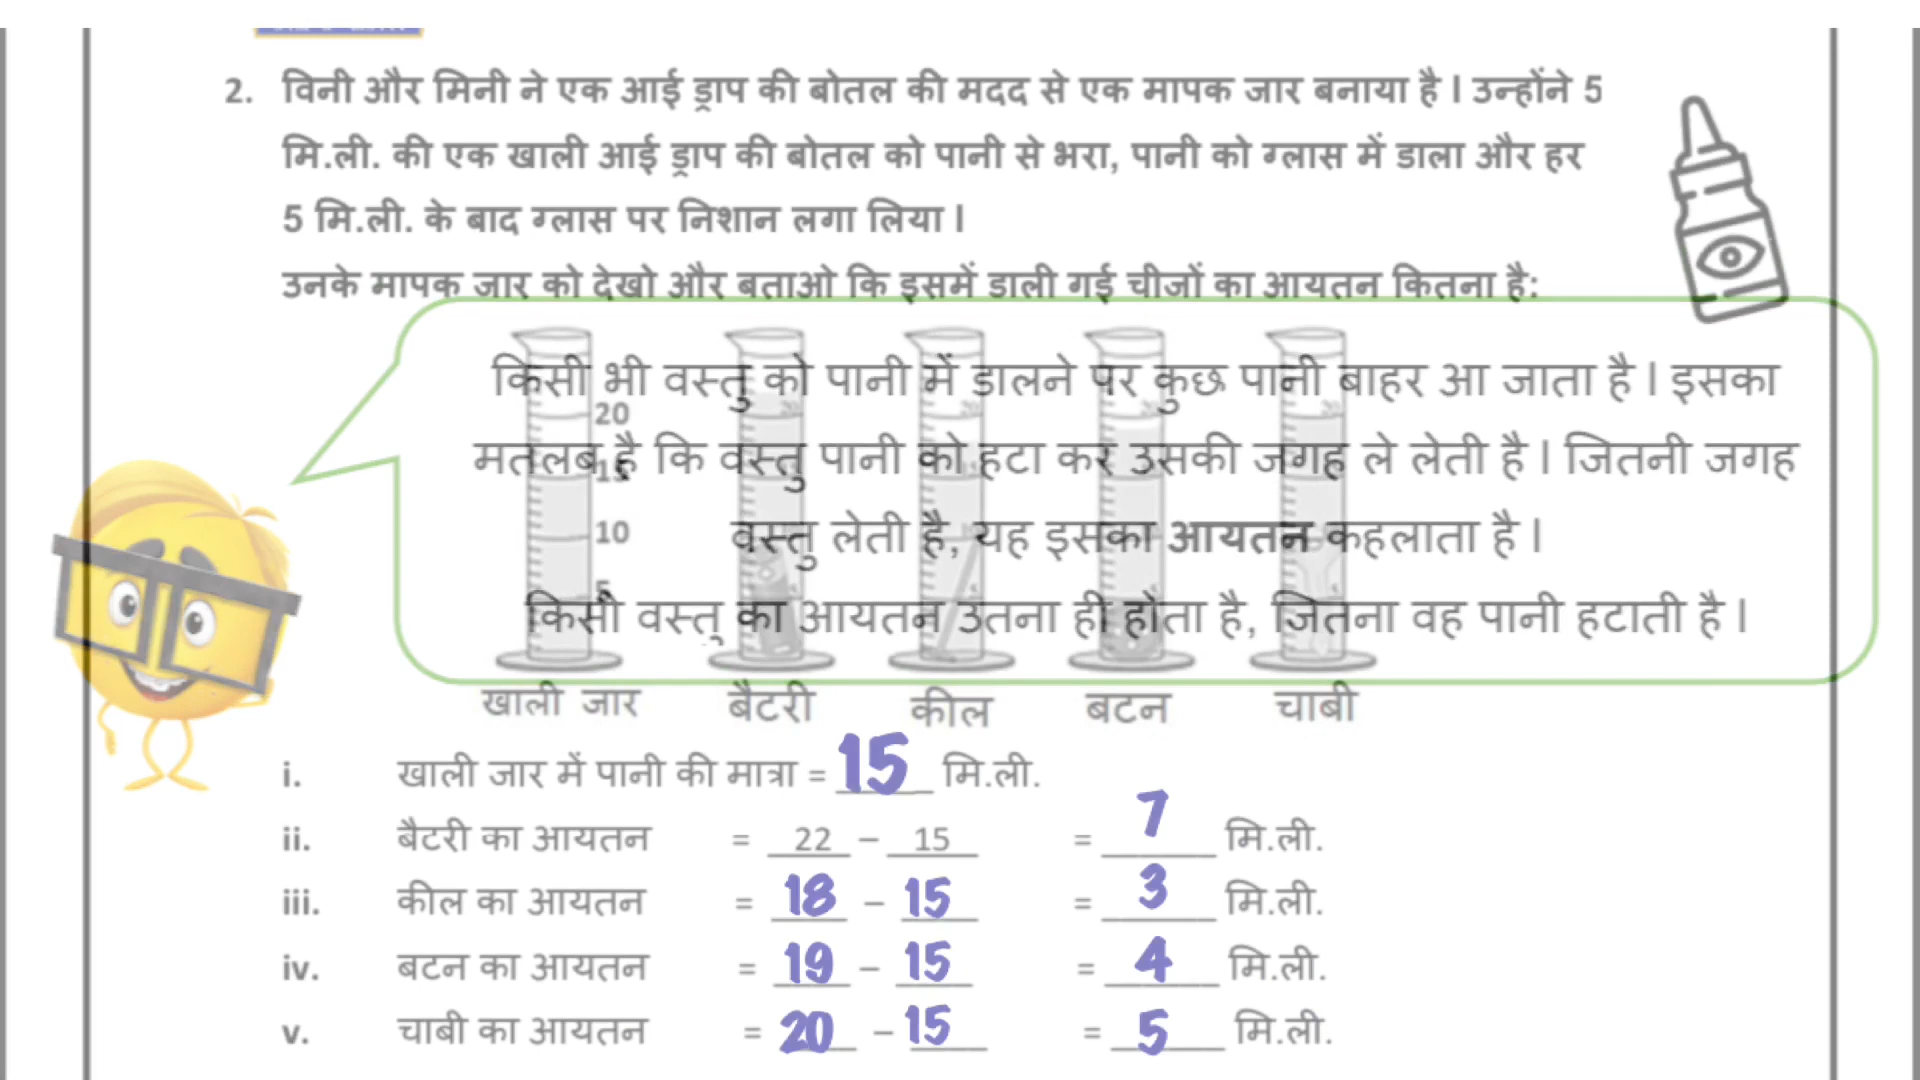 2. विनी और मिनी ने एक आई ड्राप की बोतल की मदद से एक मापक जार बनाया है । उन्होंने 5
मि.ली. की एक खाली आई ड्राप की बोतल को पानी से भरा, पानी को ग्लास में डाला और हर
5 मि.ली. के बाद ग्लास पर निशान लगा लिया ।
उनके मापक जार को देखो और बताओ कि इसमें डाली गई चीजों का आयतन कितना है:
किसी भी वस्तु को पानी में डालने पर कुछ पानी बाहर आ जाता है । इसका
मतलब है कि वस्तु पानी को हटा कर उसकी जगह ले लेती है । जितनी जगह
वस्तु लेती है, यह इसका आयतन कहलाता है ।
किसी वस्तु का आयतन उतना ही होता है, जितना वह पानी हटाती है ।
20
15
10
5
खाली जार बैटरी कील बटन चाबी
i. खाली जार में पानी की मात्रा = 15 मि.ली.
ii. बैटरी का आयतन = 22 – 15 = 7 मि.ली.
iii. कील का आयतन = 18 – 15 = 3 मि.ली.
iv. बटन का आयतन = 19 – 15 = 4 मि.ली.
v. चाबी का आयतन = 20 – 15 = 5 मि.ली.